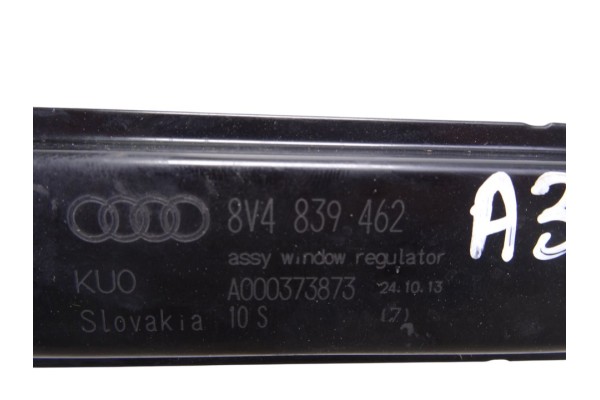 8V4 839 462
A3
assy window regulator
KUO A000373873 24.10.13
Slovakia 10 S (7)